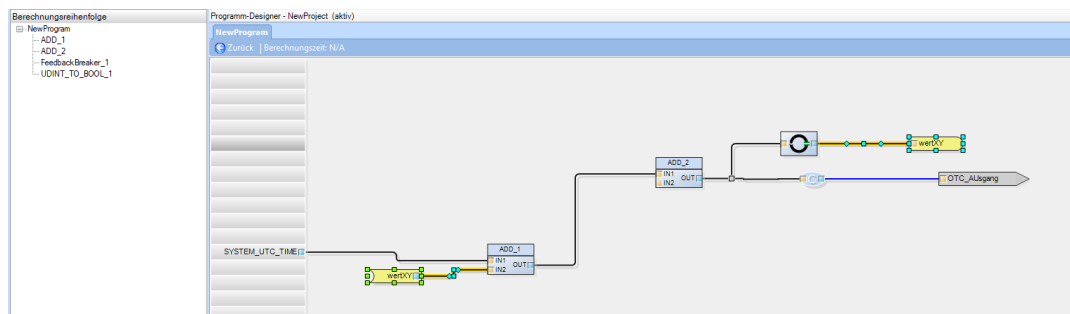 Berechnungsreihenfolge
NewProgram
ADD_1
ADD_2
FeedbackBreaker_1
UDINT_TO_BOOL_1
Programm-Designer - NewProject (aktiv)
NewProgram
Zurück | Berechnungszeit: N/A
wertXY
ADD_2
IN1
IN2
OUT
OTC_AUsgang
SYSTEM_UTC_TIME
ADD_1
IN1
IN2
OUT
wertXY